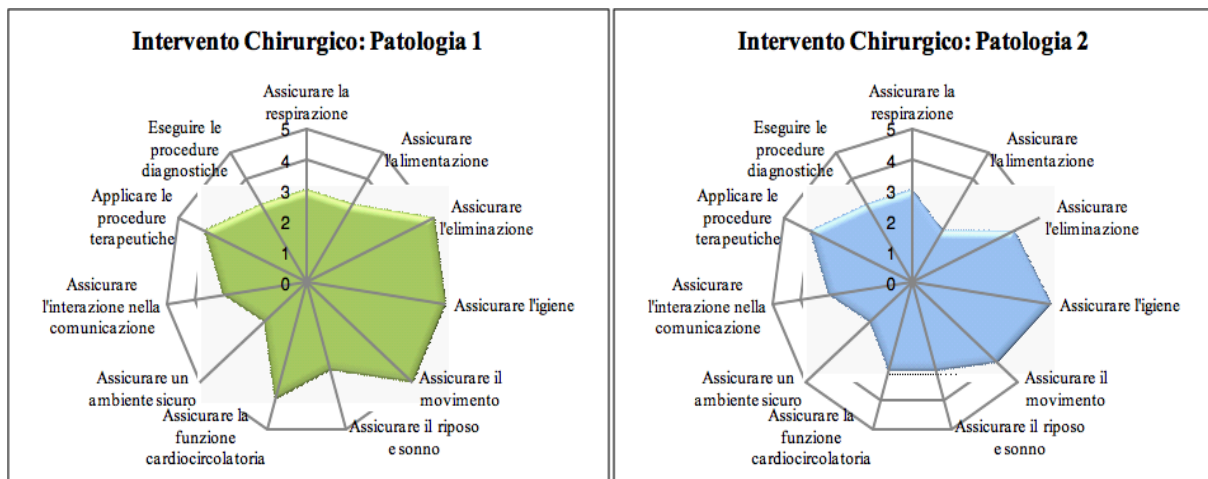 Intervento Chirurgico: Patologia 1
Assicurare la
respirazione
Assicurare
l'alimentazione
Assicurare
l'eliminazione
Assicurare l'igiene
Assicurare il
movimento
Assicurare il riposo
e sonno
Assicurare la
funzione
cardiocircolatoria
Assicurare un
ambiente sicuro
Assicurare
l'interazione nella
comunicazione
Applicare le
procedure
terapeutiche
Eseguire le
procedure
diagnostiche
5
4
3
2
1
0
Intervento Chirurgico: Patologia 2
Assicurare la
respirazione
Assicurare
l'alimentazione
Assicurare
l'eliminazione
Assicurare l'igiene
Assicurare il
movimento
Assicurare il riposo
e sonno
Assicurare la
funzione
cardiocircolatoria
Assicurare un
ambiente sicuro
Assicurare
l'interazione nella
comunicazione
Applicare le
procedure
terapeutiche
Eseguire le
procedure
diagnostiche
5
4
3
2
1
0